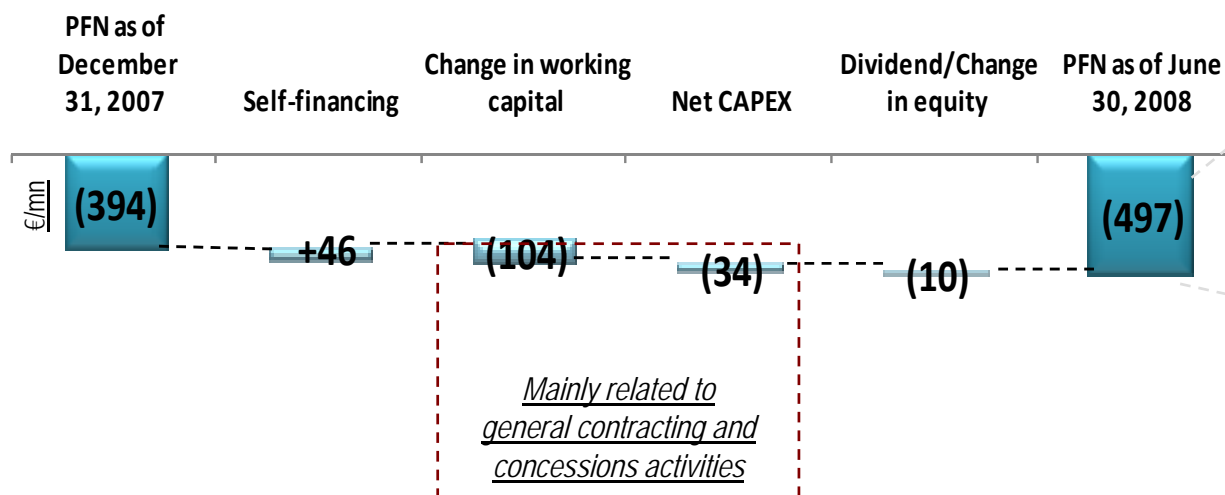 PFN as of
December
31, 2007
Self-financing
Change in working
capital
Net CAPEX
Dividend/Change
in equity
PFN as of June
30, 2008
€/mn
(394)
+46
(104)
(34)
(10)
(497)
Mainly related to
general contracting and
concessions activities